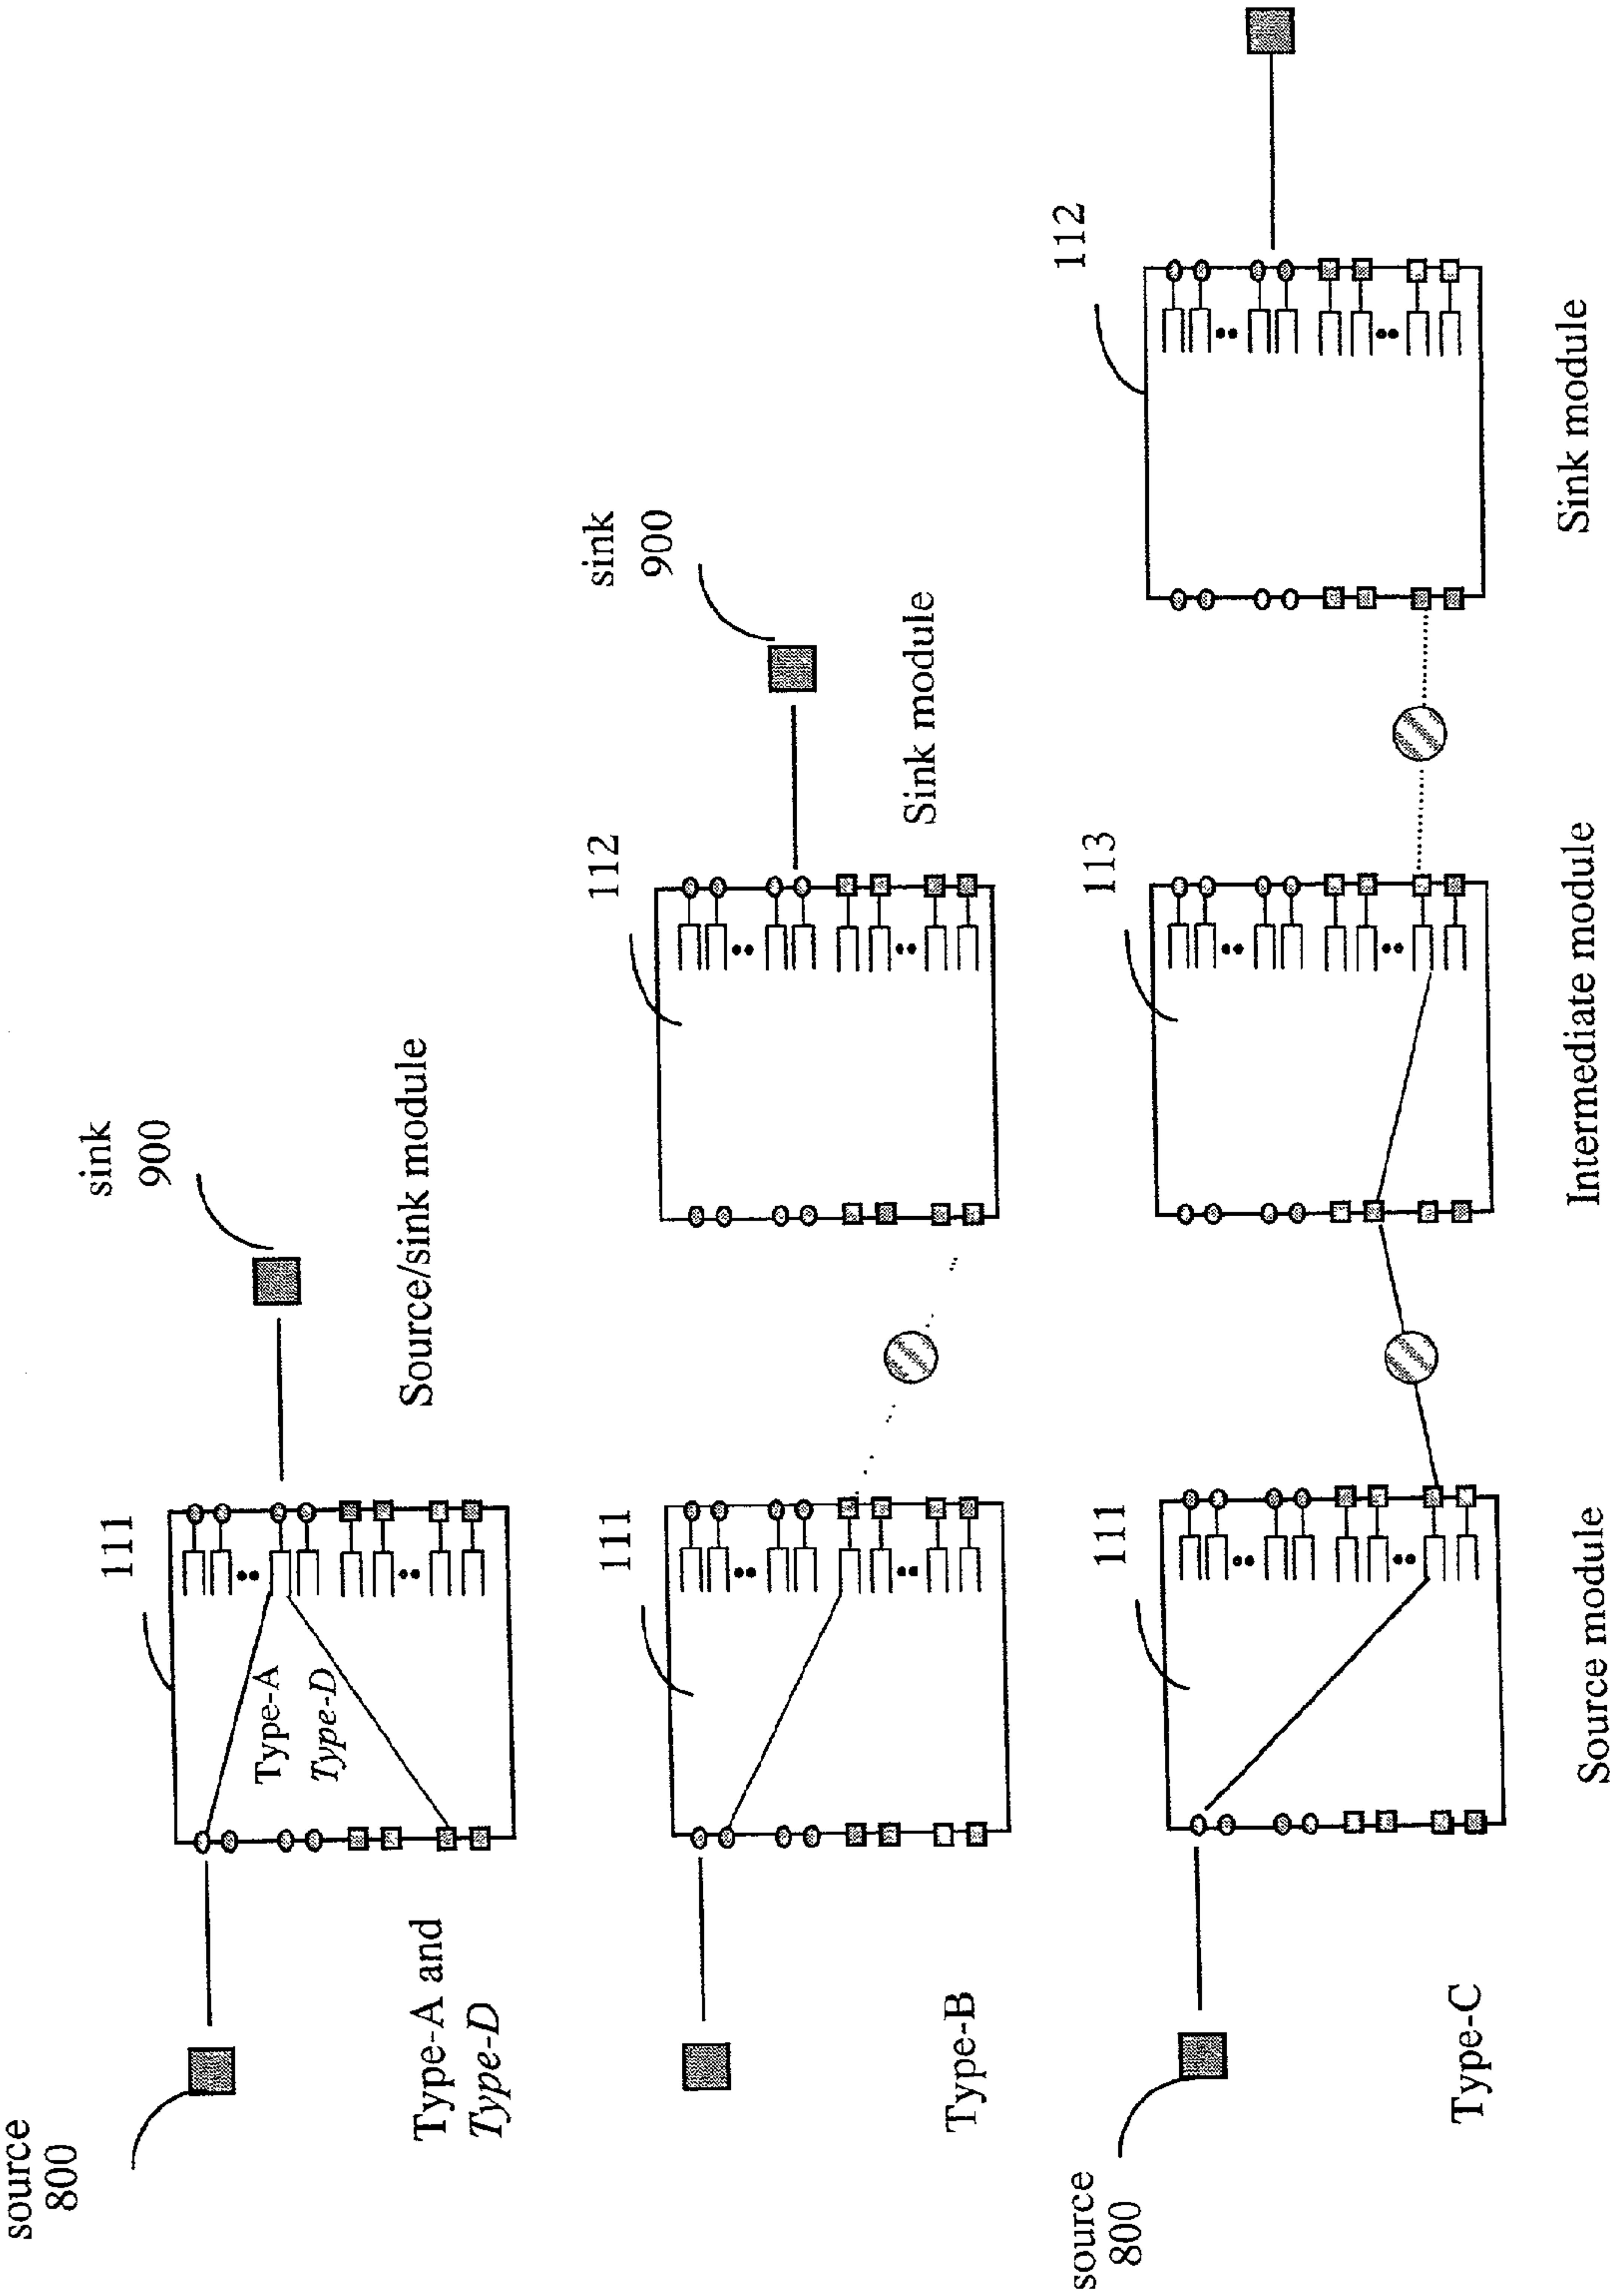 source
800
111
Type-A
Type-D
sink
900
Source/sink module
Type-A and
Type-D
111
112
sink
900
Sink module
Type-B
source
800
111
113
112
Type-C
Source module
Intermediate module
Sink module